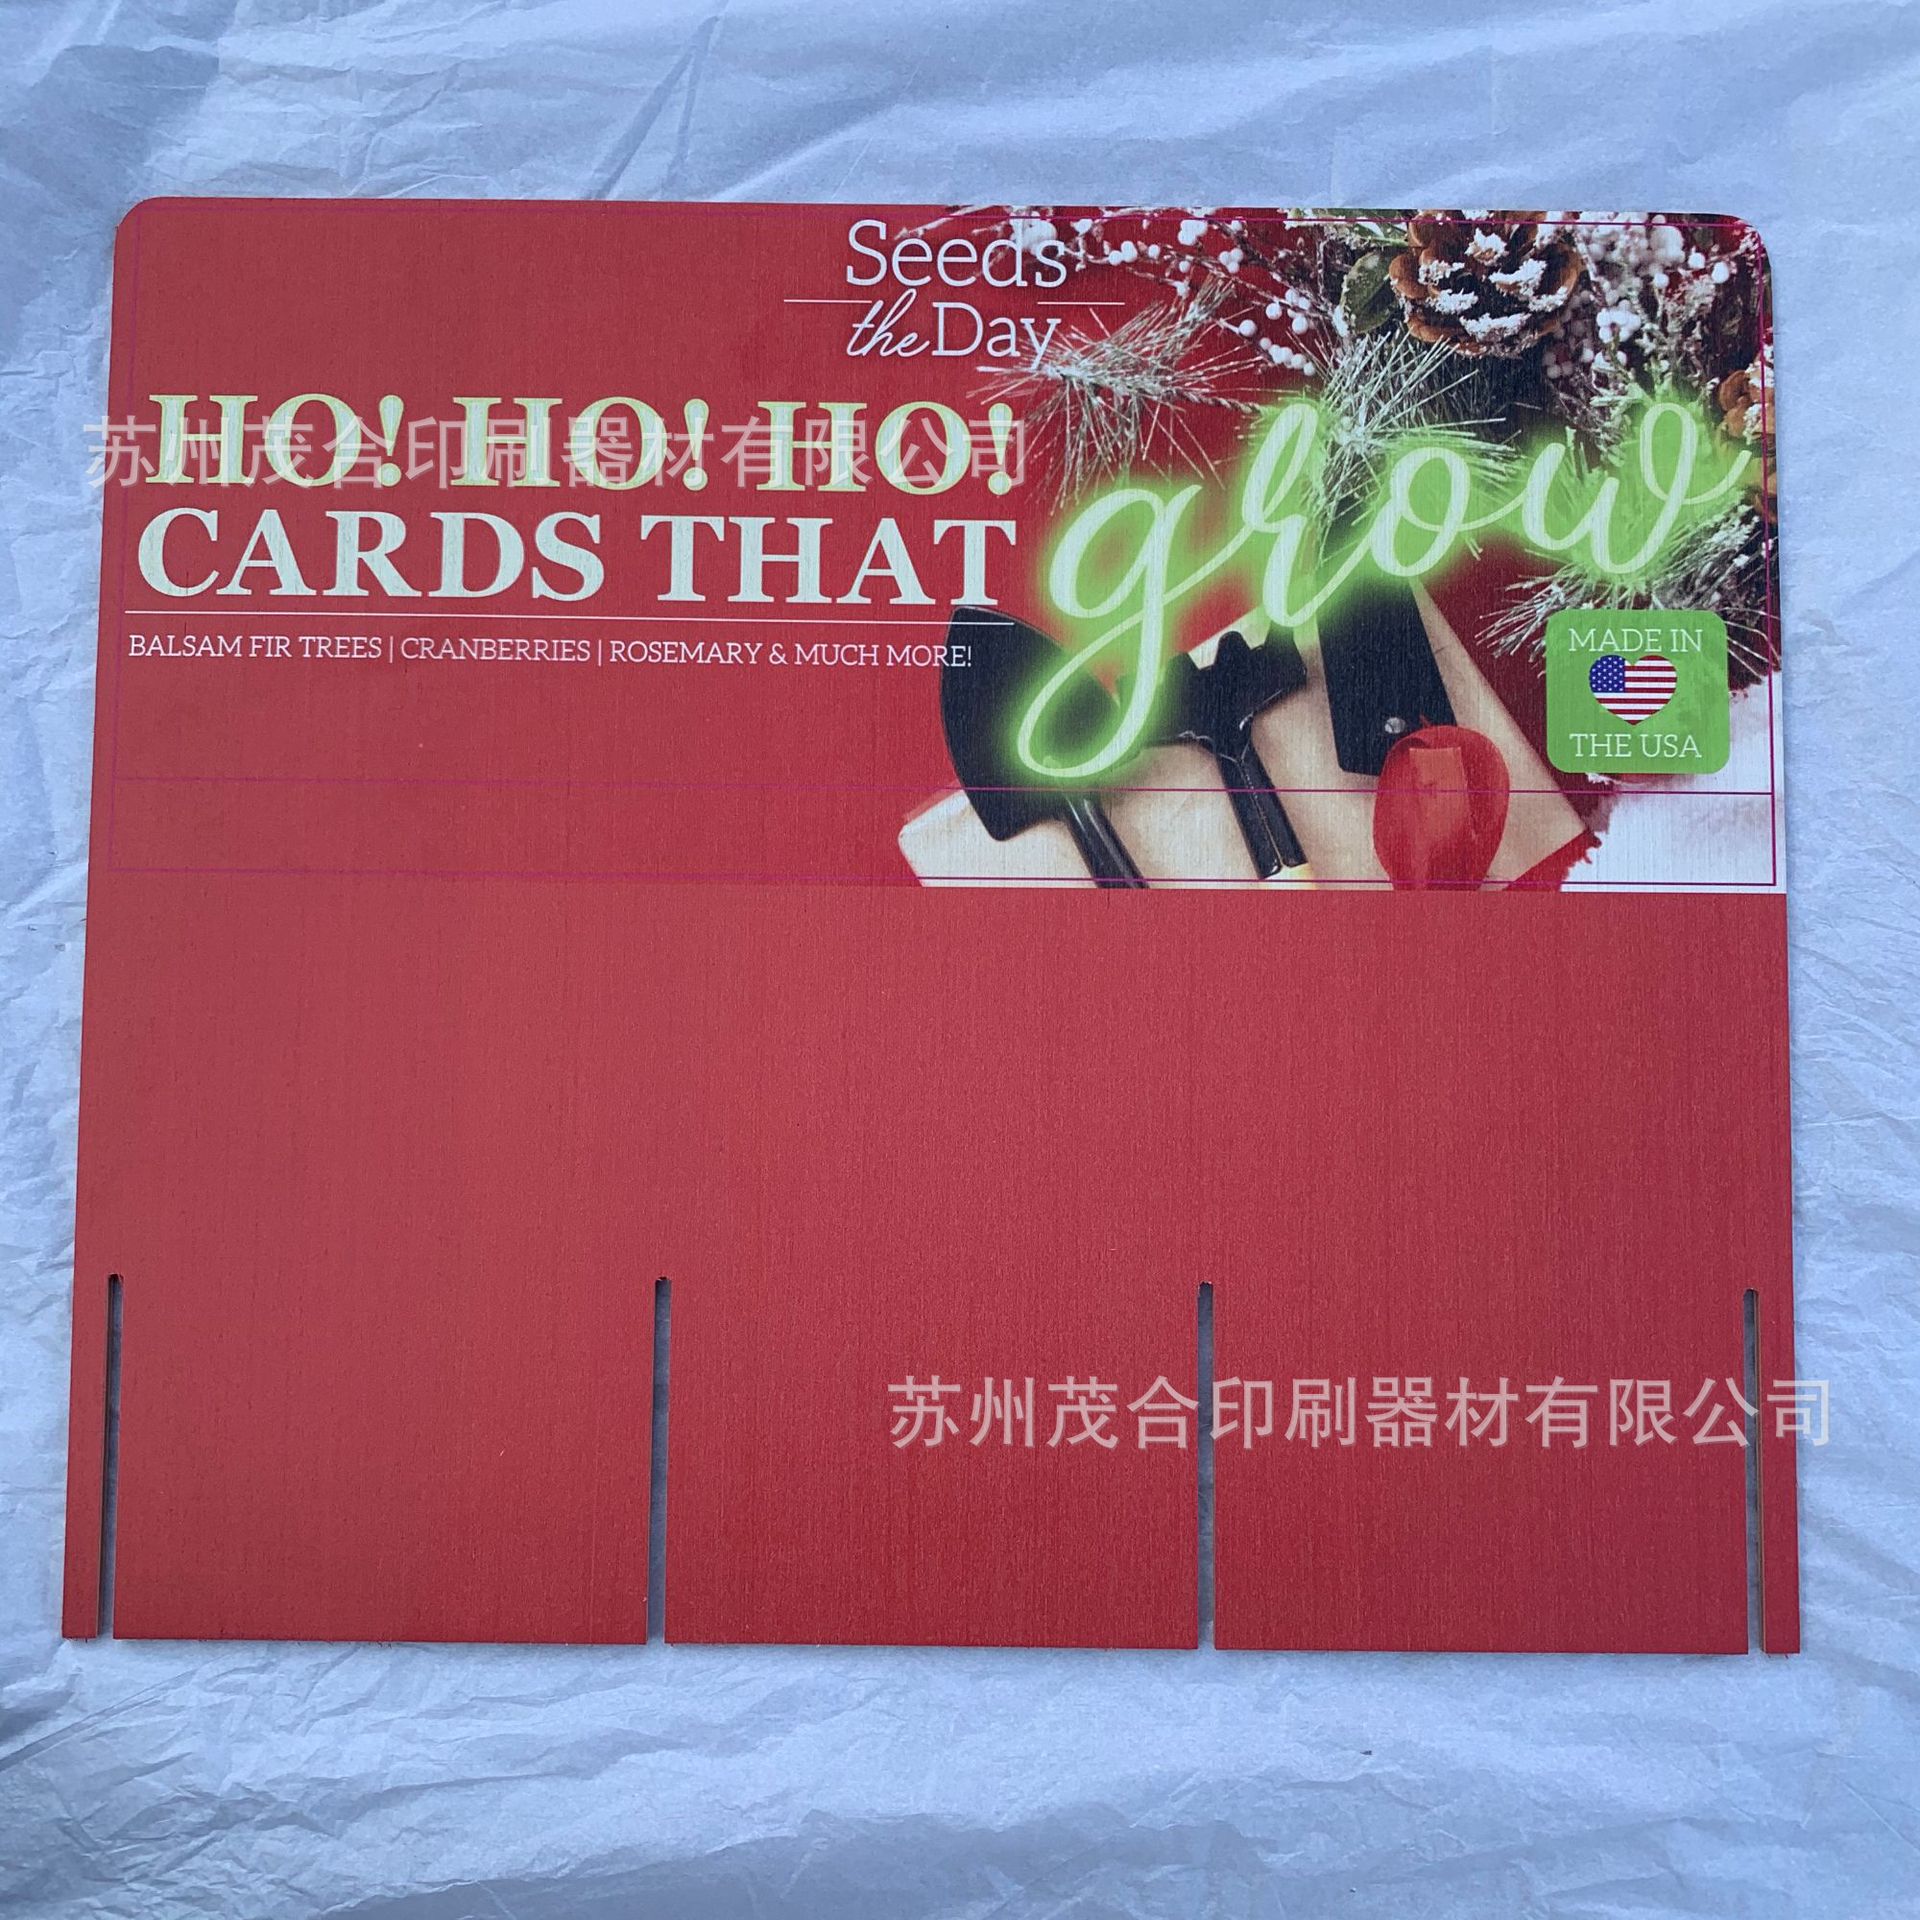 Seeds
the Day
HO! HO! HO!
苏州茂合印刷器材有限公司
CARDS THAT grow
BALSAM FIR TREES | CRANBERRIES | ROSEMARY & MUCH MORE!
MADE IN
THE USA
苏州茂合印刷器材有限公司